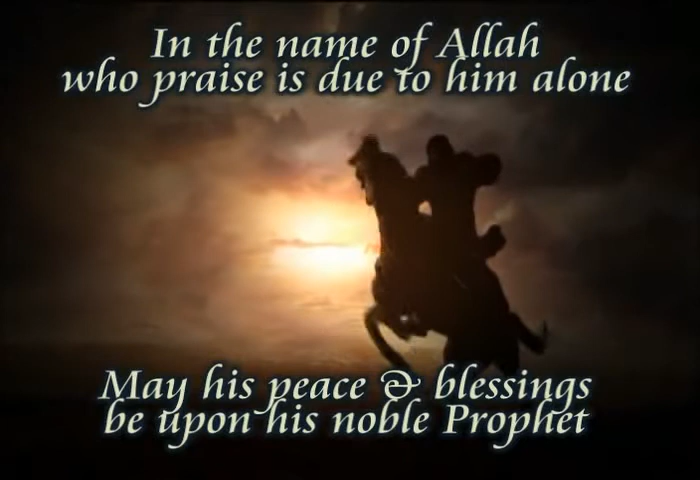 In the name of Allah
who praise is due to him alone
May his peace & blessings
be upon his noble Prophet